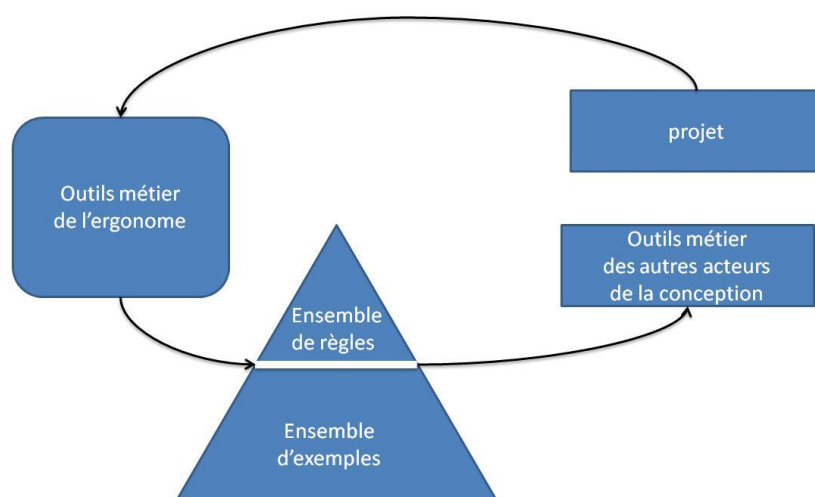 projet
Outils métier
de l'ergonome
Outils métier
des autres acteurs
de la conception
Ensemble
de règles
Ensemble
d'exemples